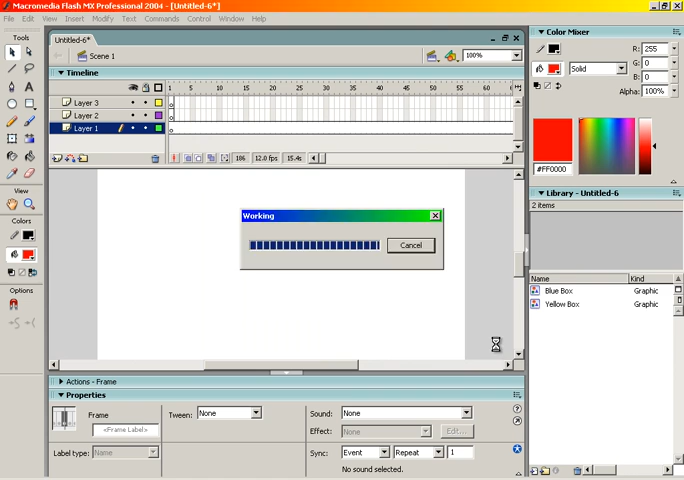 Macromedia Flash MX Professional 2004 - [Untitled-6*]
File Edit View Insert Modify Text Commands Control Window Help
Tools
View
Colors
Options
Untitled-6*
Scene 1
100%
Timeline
1 5 10 15 20 25 30 35 40 45 50 55 60
Layer 3
Layer 2
Layer 1
186 12.0 fps 15.4s
Working
Cancel
Actions - Frame
Properties
Frame
<Frame Label>
Label type: Name
Tween: None
Sound: None
Effect: None Edit...
Sync: Event Repeat 1
No sound selected.
Color Mixer
Solid
R: 255
G: 0
B: 0
Alpha: 100%
#FF0000
Library - Untitled-6
2 items
Name Kind
Blue Box Graphic
Yellow Box Graphic